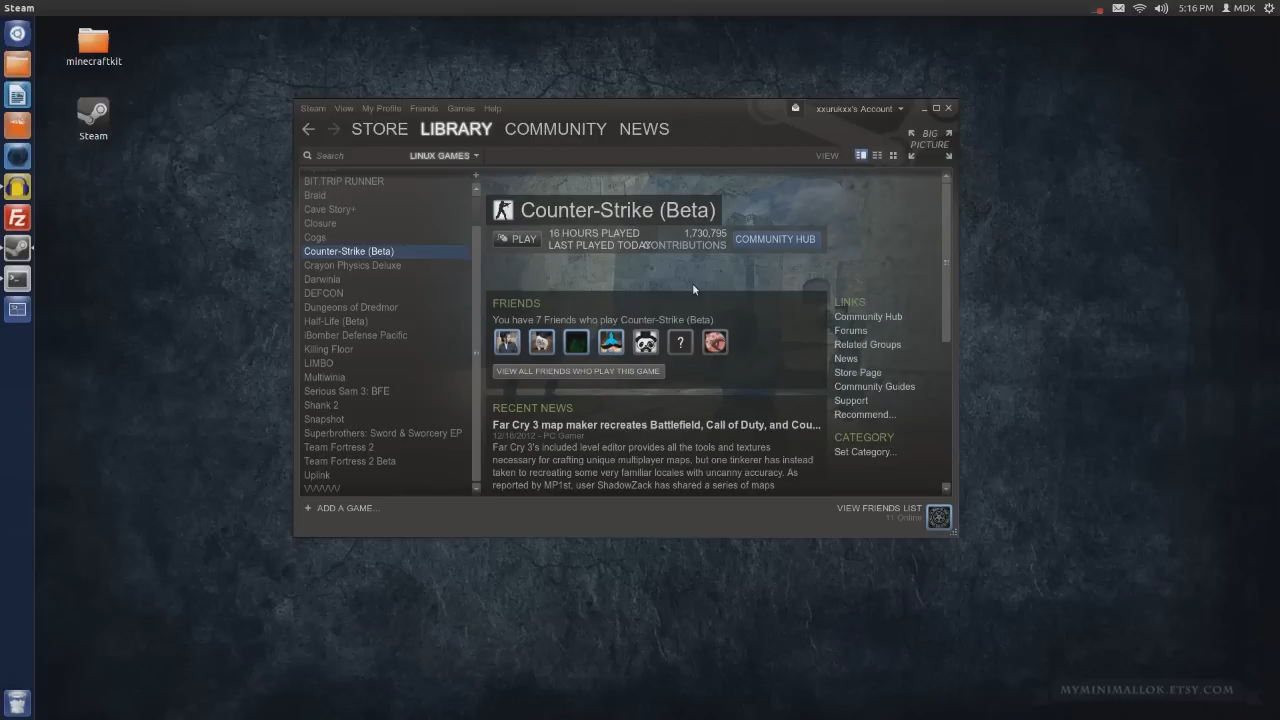 Steam
5:16 PM
MDK
minecraftkit
Steam
Steam View My Profile Friends Games Help
xxurukxx's Account
STORE LIBRARY COMMUNITY NEWS
BIG
PICTURE
Search
LINUX GAMES
VIEW
BIT.TRIP RUNNER
Braid
Cave Story+
Closure
Cogs
Counter-Strike (Beta)
Crayon Physics Deluxe
Darwinia
DEFCON
Dungeons of Dredmor
Half-Life (Beta)
iBomber Defense Pacific
Killing Floor
LIMBO
Multiwinia
Serious Sam 3: BFE
Shank 2
Snapshot
Superbrothers: Sword & Sworcery EP
Team Fortress 2
Team Fortress 2 Beta
Uplink
VVVVVV
+ ADD A GAME...
Counter-Strike (Beta)
PLAY
16 HOURS PLAYED
LAST PLAYED TODAY
1,730,795
CONTRIBUTIONS
COMMUNITY HUB
FRIENDS
You have 7 Friends who play Counter-Strike (Beta)
?
VIEW ALL FRIENDS WHO PLAY THIS GAME
RECENT NEWS
Far Cry 3 map maker recreates Battlefield, Call of Duty, and Cou...
12/18/2012 - PC Gamer
Far Cry 3's included level editor provides all the tools and textures
necessary for crafting unique multiplayer maps, but one tinkerer has instead
taken to recreating some very familiar locales with uncanny accuracy. As
reported by MP1st, user ShadowZack has shared a series of maps
LINKS
Community Hub
Forums
Related Groups
News
Store Page
Community Guides
Support
Recommend...
CATEGORY
Set Category...
VIEW FRIENDS LIST
11 Online
MYMINIMALLOK.ETSY.COM